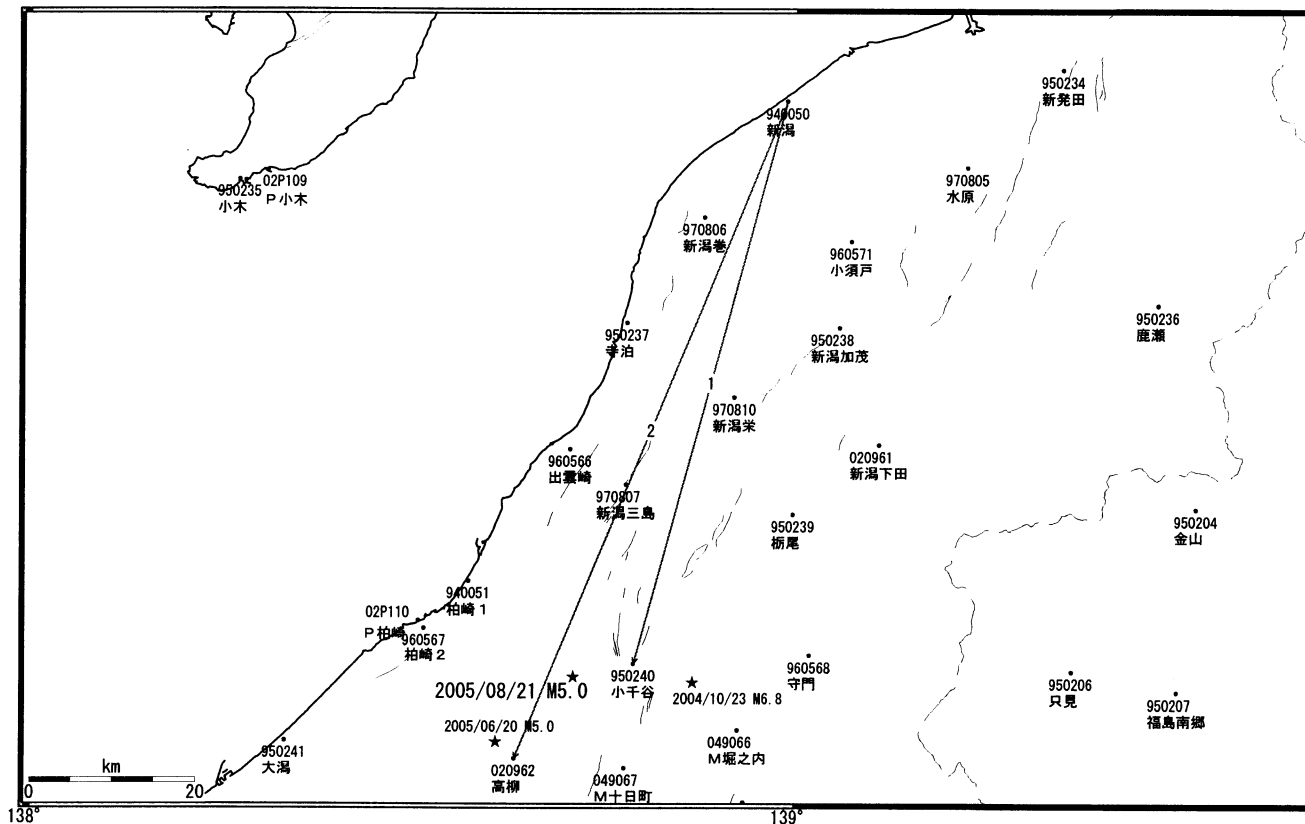 950234
新発田
940050
新潟
970805
水原
950235
小木
02P109
P小木
970806
新潟巻
960571
小須戸
950236
鹿瀬
950237
寺泊
950238
新潟加茂
1
970810
新潟栄
2
960566
出雲崎
020961
新潟下田
970807
新潟三島
950239
栃尾
950204
金山
940051
柏崎1
02P110
P柏崎
960567
柏崎2
950240
小千谷
960568
守門
950206
只見
950207
福島南郷
2005/08/21 M5.0
2004/10/23 M6.8
2005/06/20 M5.0
950241
大潟
049066
M堀之内
020962
高柳
049067
M十日町
km
0
20
138°
139°